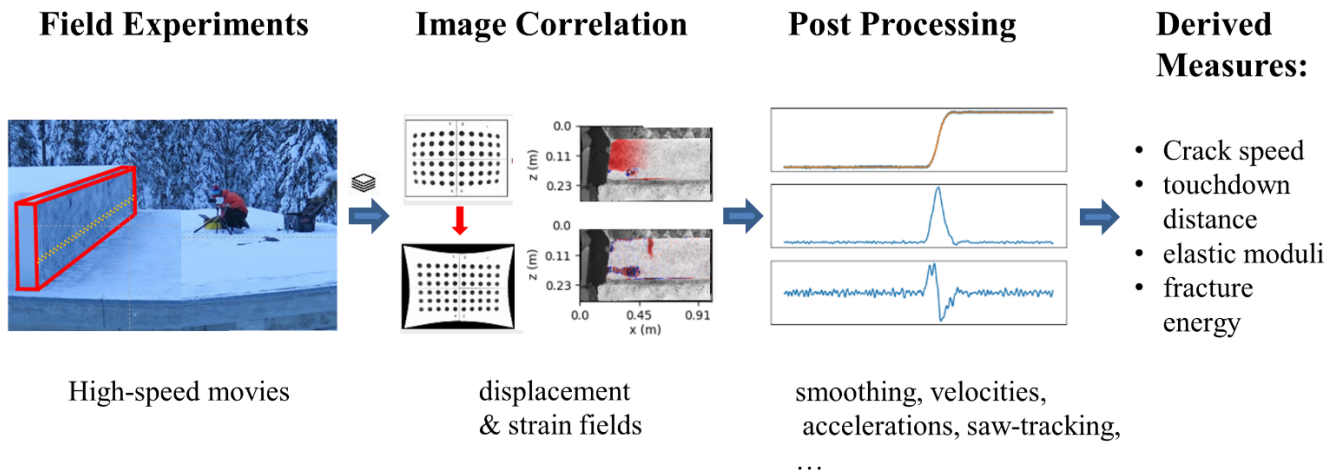 Field Experiments
Image Correlation
Post Processing
Derived
Measures:
0.0
0.11
0.23
z (m)
0.0
0.11
0.23
z (m)
0.0
0.45
0.91
x (m)
• Crack speed
• touchdown
distance
• elastic moduli
• fracture
energy
High-speed movies
displacement
& strain fields
smoothing, velocities,
accelerations, saw-tracking,
…